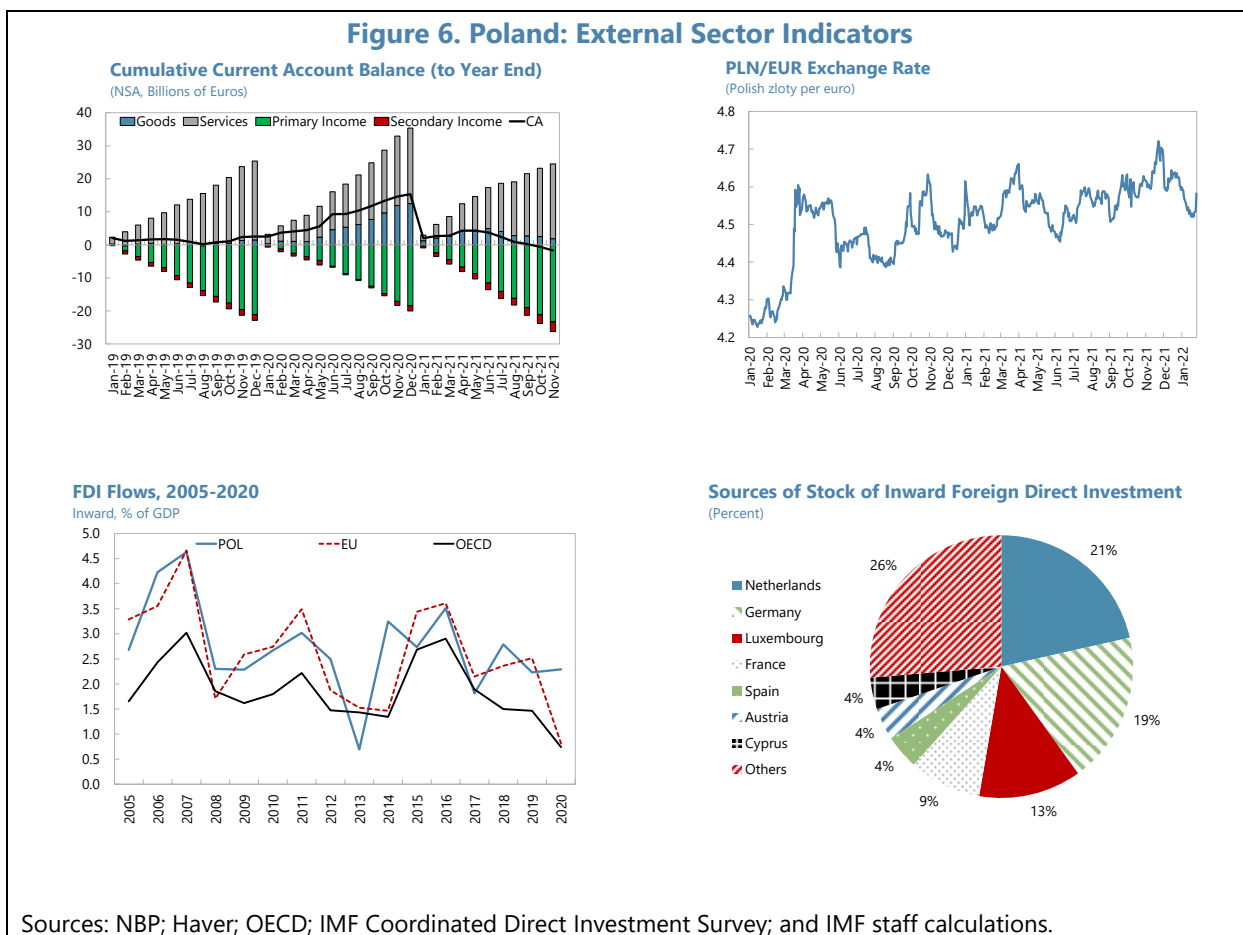 Figure 6. Poland: External Sector Indicators
Cumulative Current Account Balance (to Year End)
(NSA, Billions of Euros)
40
30
20
10
0
-10
-20
-30
Goods Services Primary Income Secondary Income CA
Jan-19
Feb-19
Mar-19
Apr-19
May-19
Jun-19
Jul-19
Aug-19
Sep-19
Oct-19
Nov-19
Dec-19
Jan-20
Feb-20
Mar-20
Apr-20
May-20
Jun-20
Jul-20
Aug-20
Sep-20
Oct-20
Nov-20
Dec-20
Jan-21
Feb-21
Mar-21
Apr-21
May-21
Jun-21
Jul-21
Aug-21
Sep-21
Oct-21
Nov-21
PLN/EUR Exchange Rate
(Polish zloty per euro)
4.8
4.7
4.6
4.5
4.4
4.3
4.2
Jan-20
Feb-20
Mar-20
Apr-20
May-20
Jun-20
Jul-20
Aug-20
Sep-20
Oct-20
Nov-20
Dec-20
Jan-21
Feb-21
Mar-21
Apr-21
May-21
Jun-21
Jul-21
Aug-21
Sep-21
Oct-21
Nov-21
Dec-21
Jan-22
FDI Flows, 2005-2020
Inward, % of GDP
5.0
4.5
4.0
3.5
3.0
2.5
2.0
1.5
1.0
0.5
0.0
POL EU OECD
2005
2006
2007
2008
2009
2010
2011
2012
2013
2014
2015
2016
2017
2018
2019
2020
Sources of Stock of Inward Foreign Direct Investment
(Percent)
Netherlands
Germany
Luxembourg
France
Spain
Austria
Cyprus
Others
21%
19%
13%
9%
4%
4%
4%
26%
Sources: NBP; Haver; OECD; IMF Coordinated Direct Investment Survey; and IMF staff calculations.